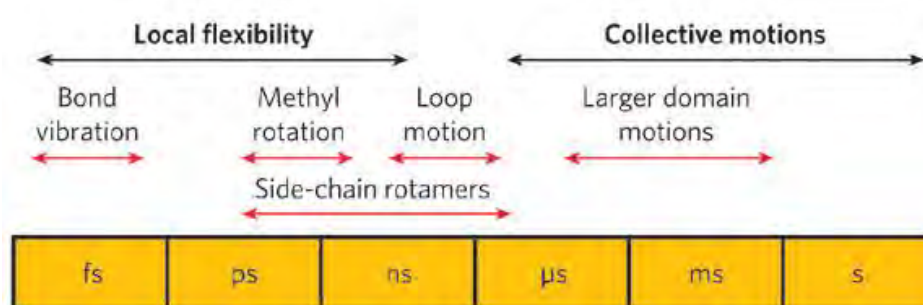 Local flexibility Collective motions
Bond Methyl Loop Larger domain
vibration rotation motion motions
Side-chain rotamers
fs ps ns µs ms s